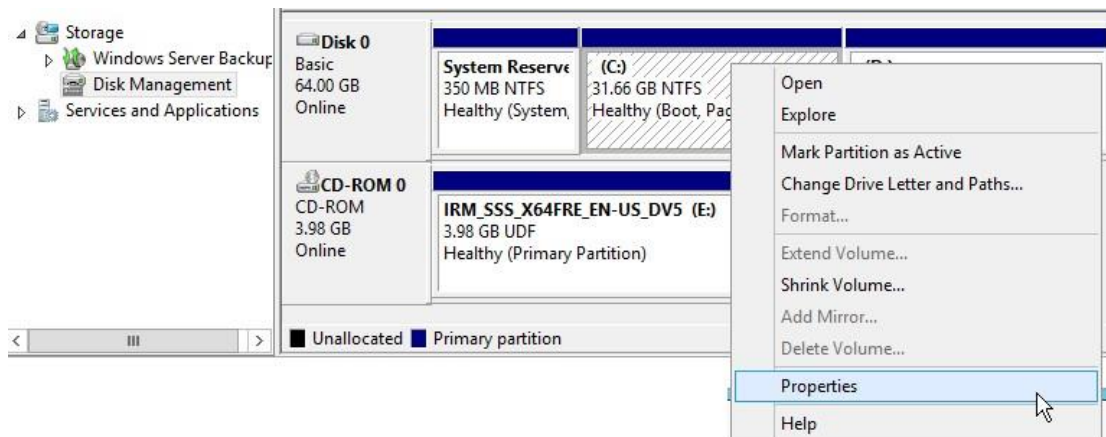 Storage
Windows Server Backup
Disk Management
Services and Applications
Disk 0
Basic
64.00 GB
Online
System Reserve
350 MB NTFS
Healthy (System,
(C:)
31.66 GB NTFS
Healthy (Boot, Pag
CD-ROM 0
CD-ROM
3.98 GB
Online
IRM_SSS_X64FRE_EN-US_DV5 (E:)
3.98 GB UDF
Healthy (Primary Partition)
Unallocated
Primary partition
Open
Explore
Mark Partition as Active
Change Drive Letter and Paths...
Format...
Extend Volume...
Shrink Volume...
Add Mirror...
Delete Volume...
Properties
Help